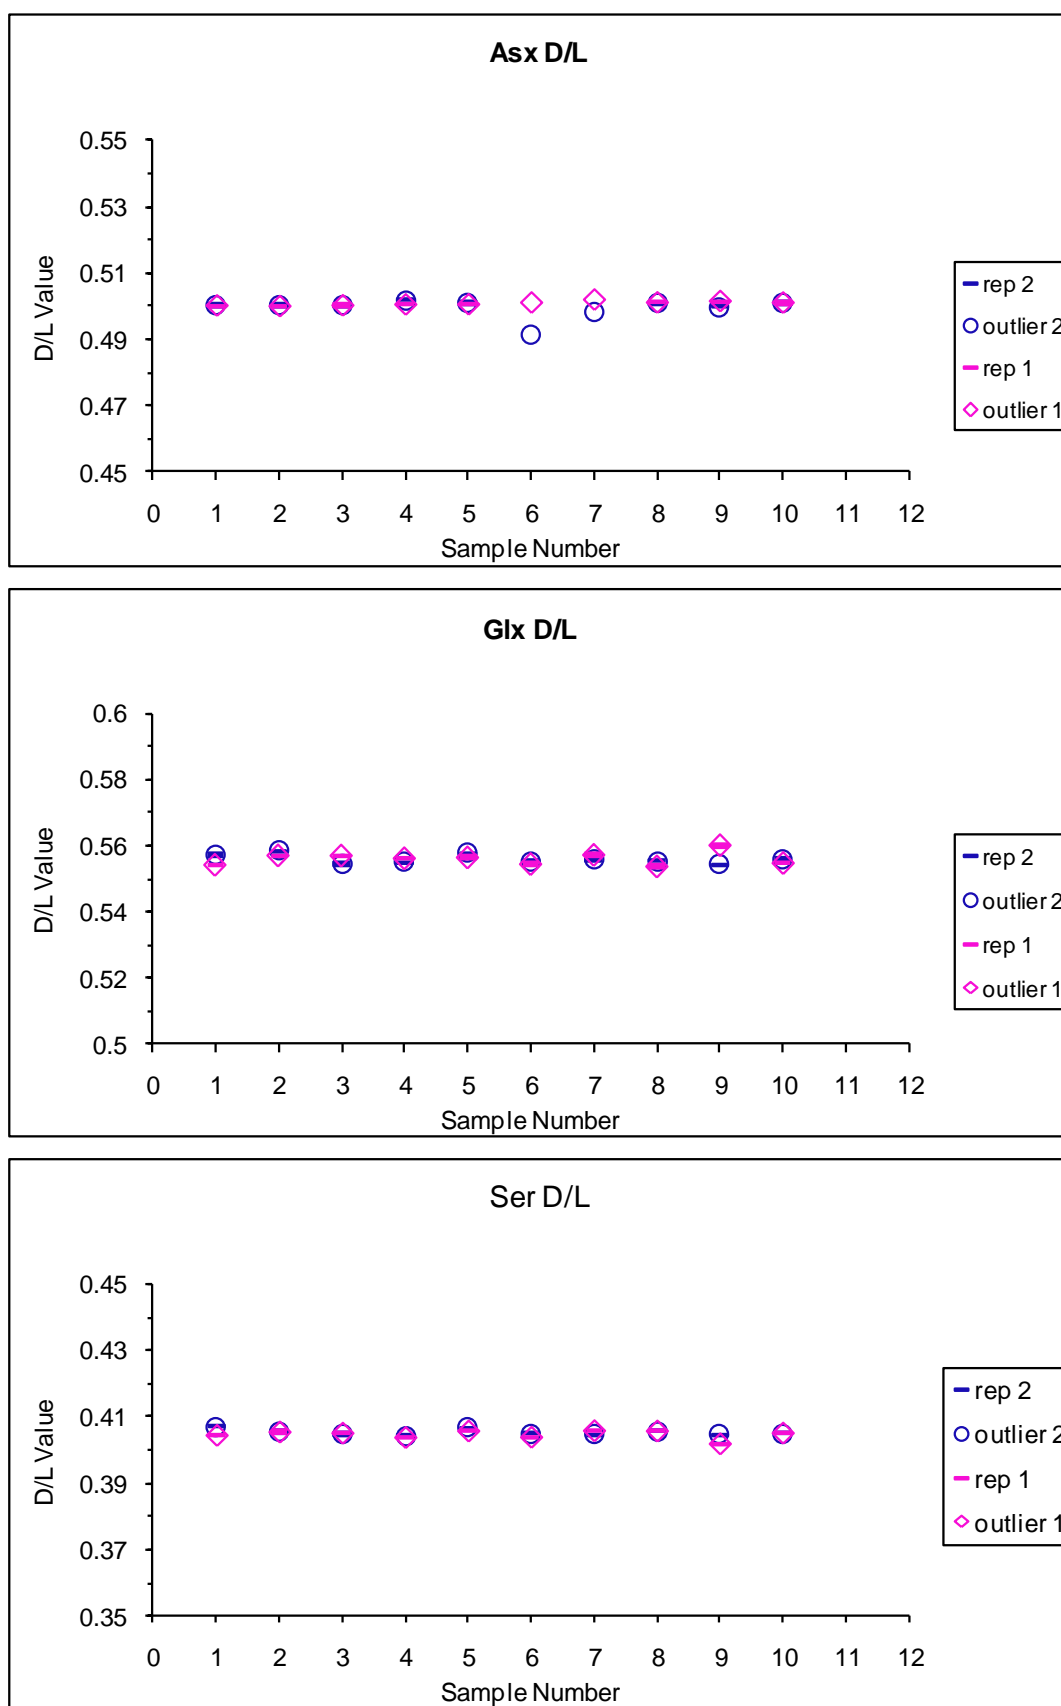 Asx D/L
0.55
0.53
0.51
0.49
0.47
0.45
D/L Value
0 1 2 3 4 5 6 7 8 9 10 11 12
Sample Number
rep 2
outlier 2
rep 1
outlier 1
Glx D/L
0.6
0.58
0.56
0.54
0.52
0.5
D/L Value
0 1 2 3 4 5 6 7 8 9 10 11 12
Sample Number
rep 2
outlier 2
rep 1
outlier 1
Ser D/L
0.45
0.43
0.41
0.39
0.37
0.35
D/L Value
0 1 2 3 4 5 6 7 8 9 10 11 12
Sample Number
rep 2
outlier 2
rep 1
outlier 1